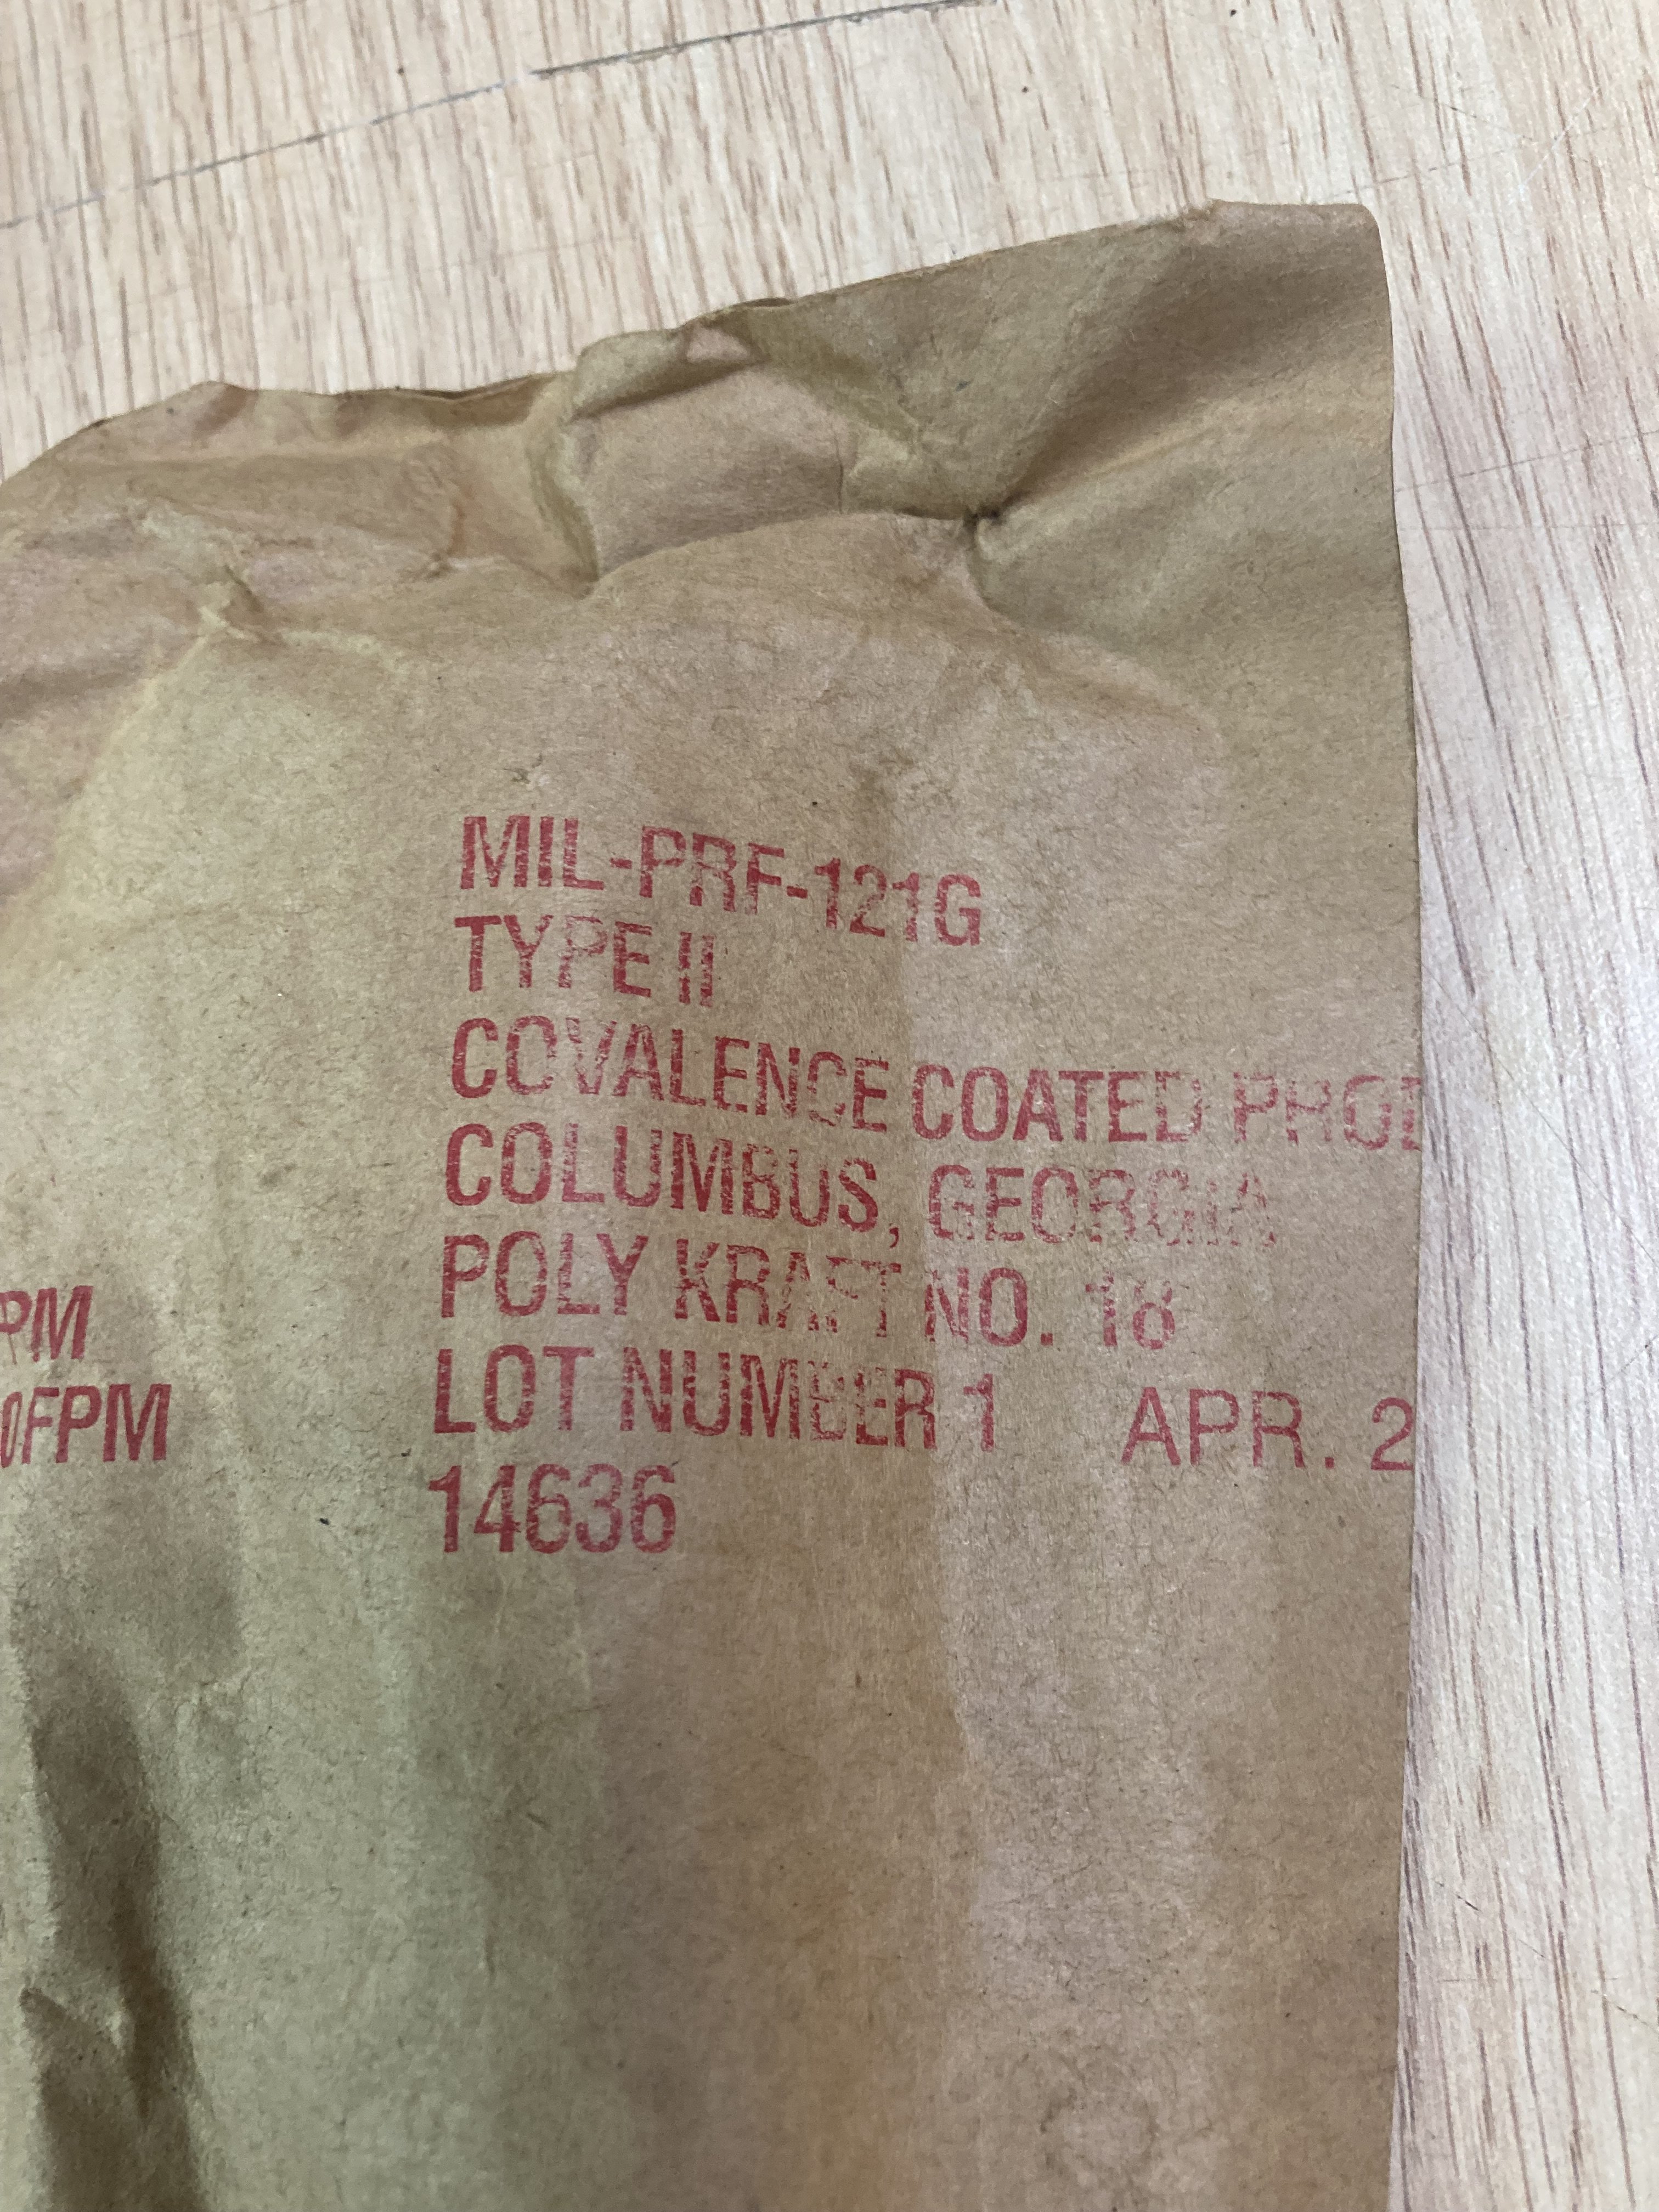 MIL-PRF-121G
TYPE II
COVALENCE COATED
COLUMBUS, GEORGIA
POLY KRAFT NO. 18
LOT NUMBER 1 APR. 2
14636
PM
0FPM